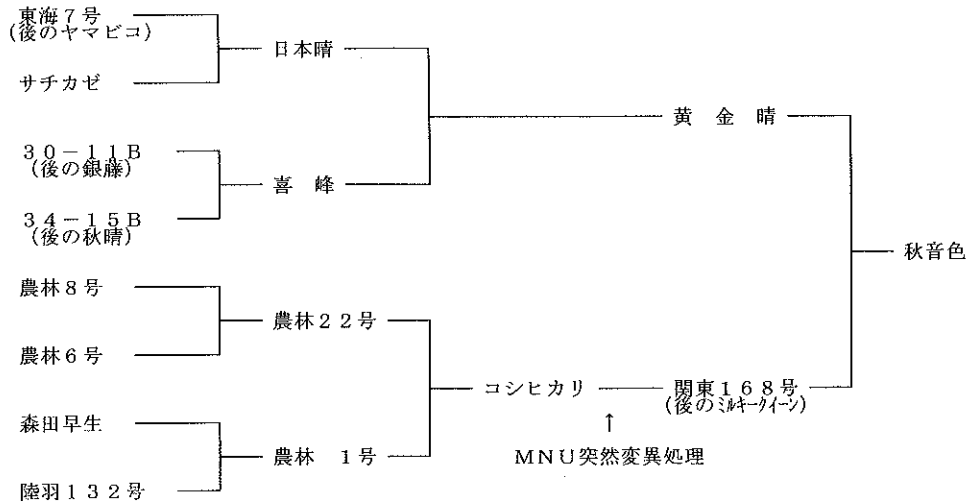 東海7号
(後のヤマビコ)
日本晴
サチカゼ
黄 金 晴
30-11B
(後の銀藤)
喜 峰
34-15B
(後の秋晴)
秋音色
農林8号
農林22号
農林6号
コシヒカリ
関東168号
(後のミルキークイーン)
森田早生
↑
農林 1号
MNU突然変異処理
陸羽132号